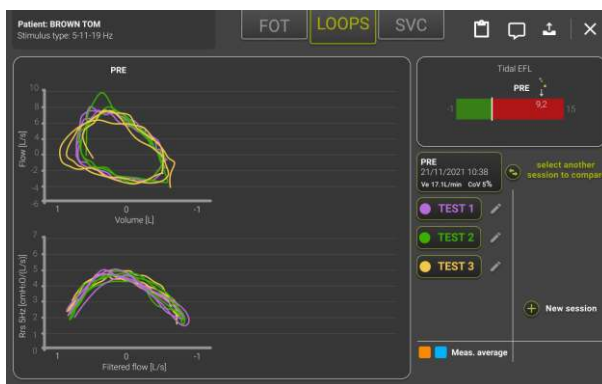 Patient: BROWN TOM
Stimulus type: 5-11-19 Hz
FOT
LOOPS
SVC
PRE
10
8
6
4
2
0
-2
-4
-6
Flow [L/s]
1
0
-1
Volume [L]
7
6
5
4
3
2
1
0
Rrs 5Hz [cmH₂O/(L/s)]
1
0
-1
Filtered flow [L/s]
Tidal EFL
PRE
-1
9,2
15
PRE
21/11/2021 10:38
Ve 17.1L/min CoV 5%
select another
session to compare
TEST 1
TEST 2
TEST 3
New session
Meas. average